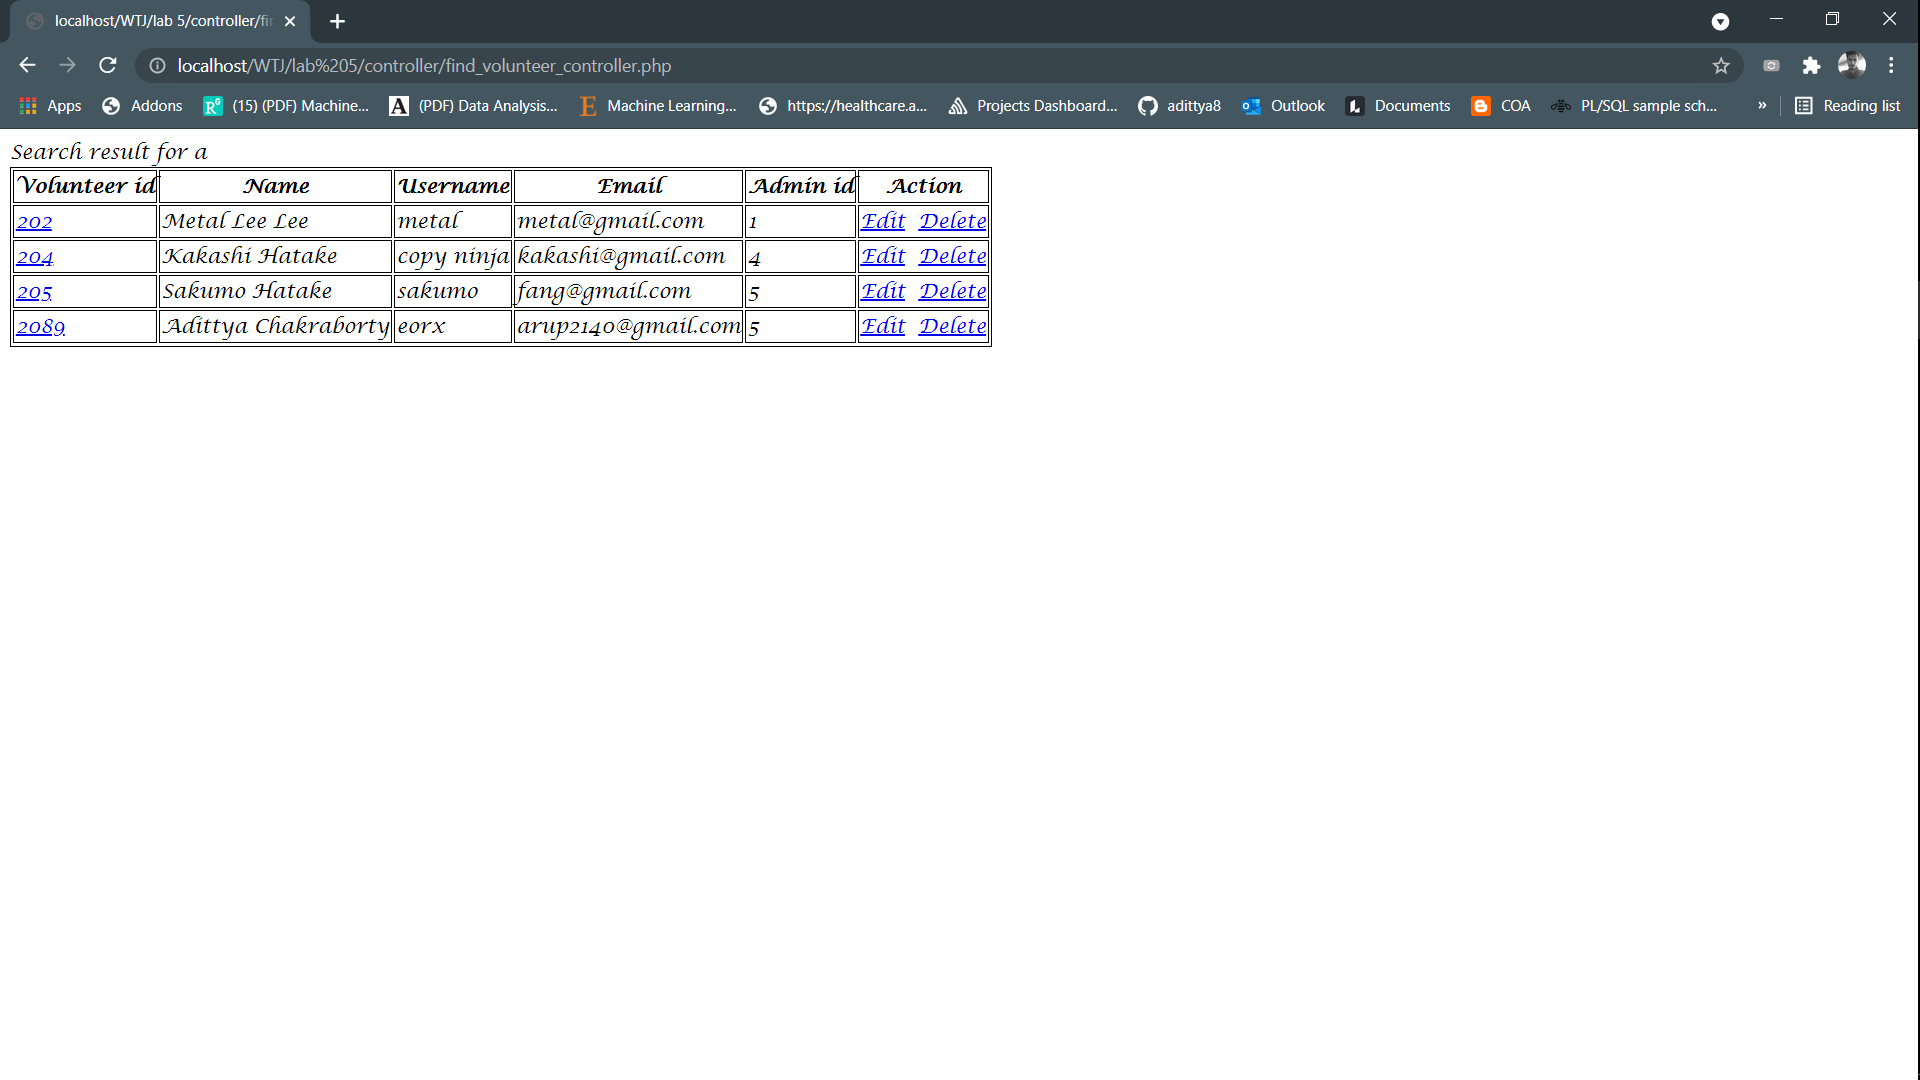 localhost/WTJ/lab 5/controller/fi
localhost/WTJ/lab%205/controller/find_volunteer_controller.php
Apps Addons (15) (PDF) Machine... (PDF) Data Analysis... Machine Learning... https://healthcare.a... Projects Dashboard... adittya8 Outlook Documents COA PL/SQL sample sch... » Reading list
Search result for a
Volunteer id Name Username Email Admin id Action
202 Metal Lee Lee metal metal@gmail.com 1 Edit Delete
204 Kakashi Hatake copy ninja kakashi@gmail.com 4 Edit Delete
205 Sakumo Hatake sakumo fang@gmail.com 5 Edit Delete
2089 Adittya Chakraborty eorx arup2140@gmail.com 5 Edit Delete